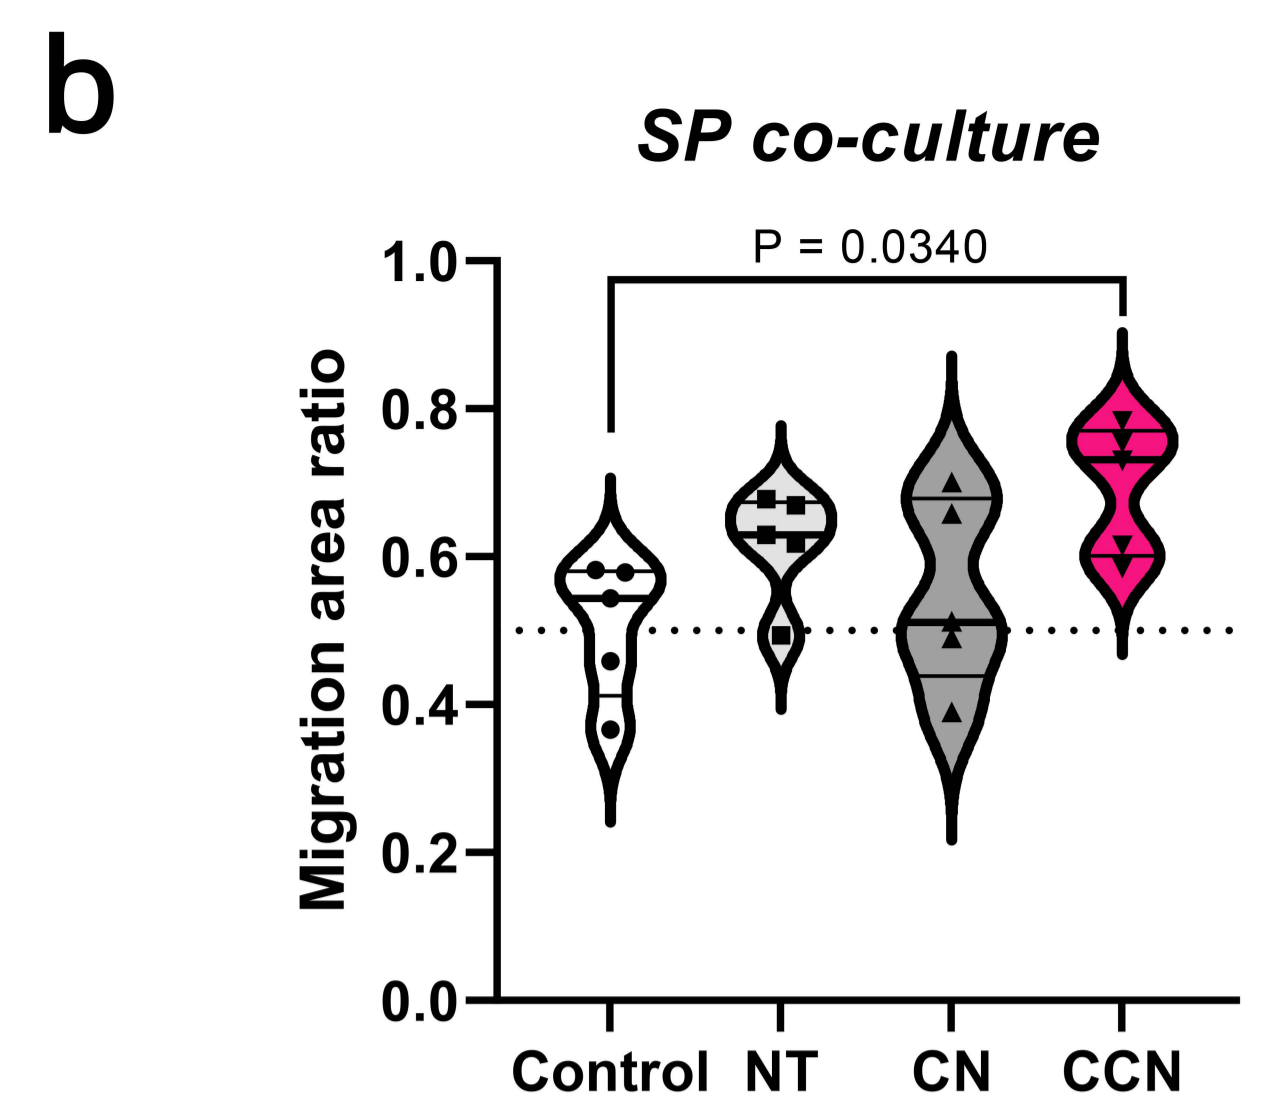 b
SP co-culture
P = 0.0340
Migration area ratio
1.0
0.8
0.6
0.4
0.2
0.0
Control NT CN CCN